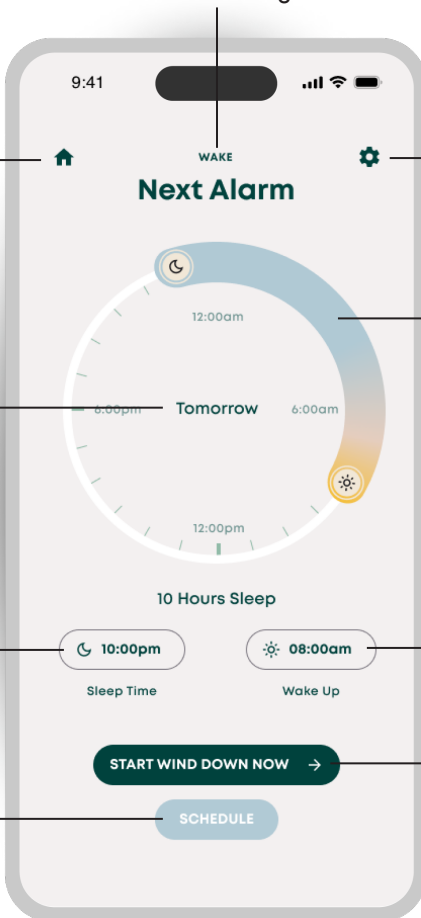 9:41
WAKE
Next Alarm
12:00am
6:00pm
Tomorrow
6:00am
12:00pm
10 Hours Sleep
10:00pm
08:00am
Sleep Time
Wake Up
START WIND DOWN NOW →
SCHEDULE